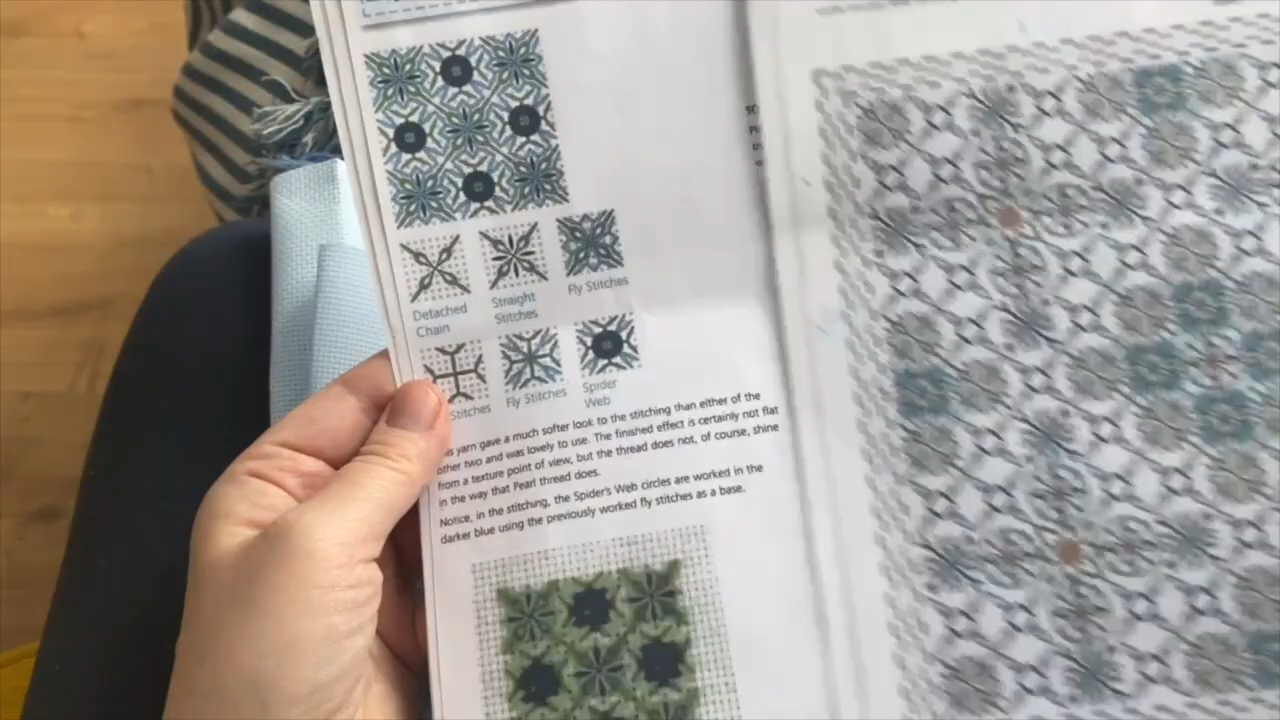 Detached
Chain
Straight
Stitches
Fly Stitches
Stitches
Fly Stitches
Spider
Web
yarn gave a much softer look to the stitching than either of the
other two and was lovely to use. The finished effect is certainly not flat
from a texture point of view, but the thread does not, of course, shine
in the way that Pearl thread does.
Notice, in the stitching, the Spider's Web circles are worked in the
darker blue using the previously worked fly stitches as a base.